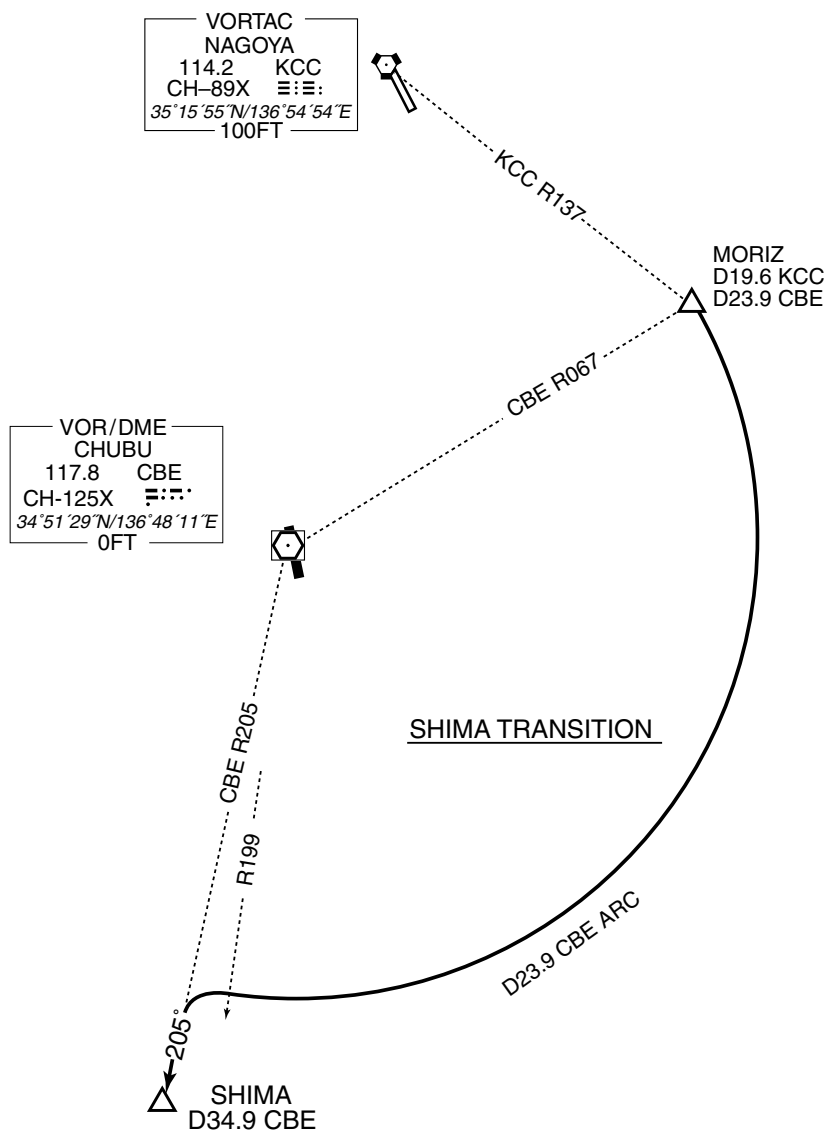 VORTAC
NAGOYA
114.2 KCC
CH–89X
35°15´55˝N/136°54´54˝E
100FT
KCC R137
MORIZ
D19.6 KCC
D23.9 CBE
CBE R067
VOR/DME
CHUBU
117.8 CBE
CH-125X
34°51´29˝N/136°48´11˝E
0FT
CBE R205
R199
SHIMA TRANSITION
D23.9 CBE ARC
205°
SHIMA
D34.9 CBE